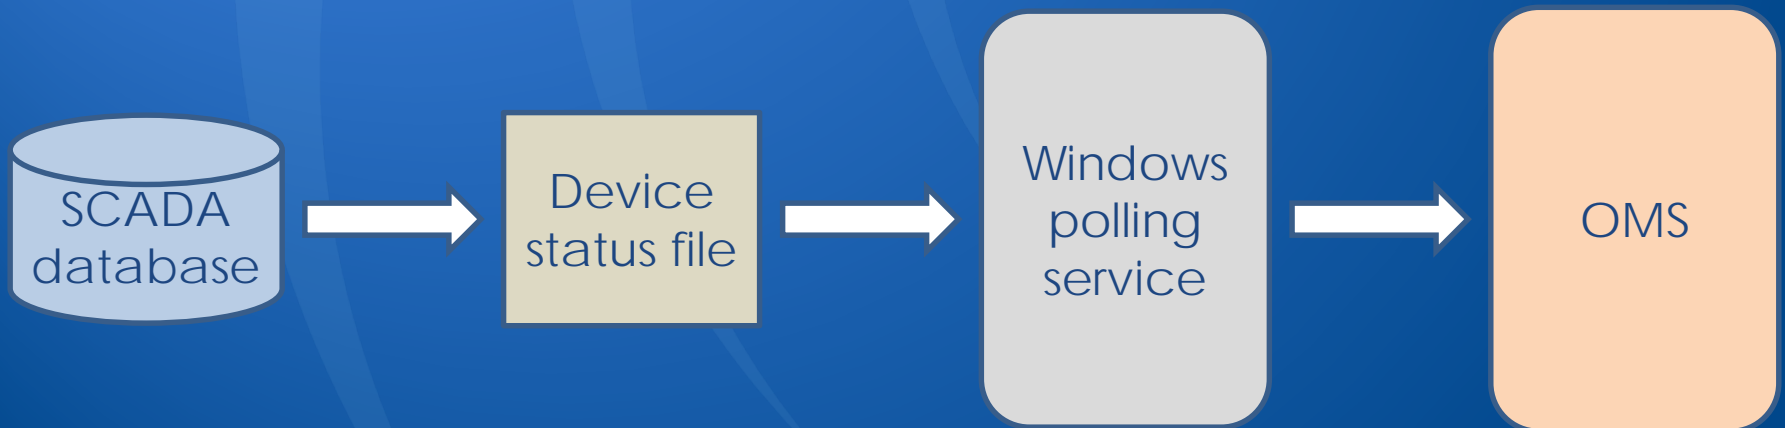 SCADA
database
Device
status file
Windows
polling
service
OMS